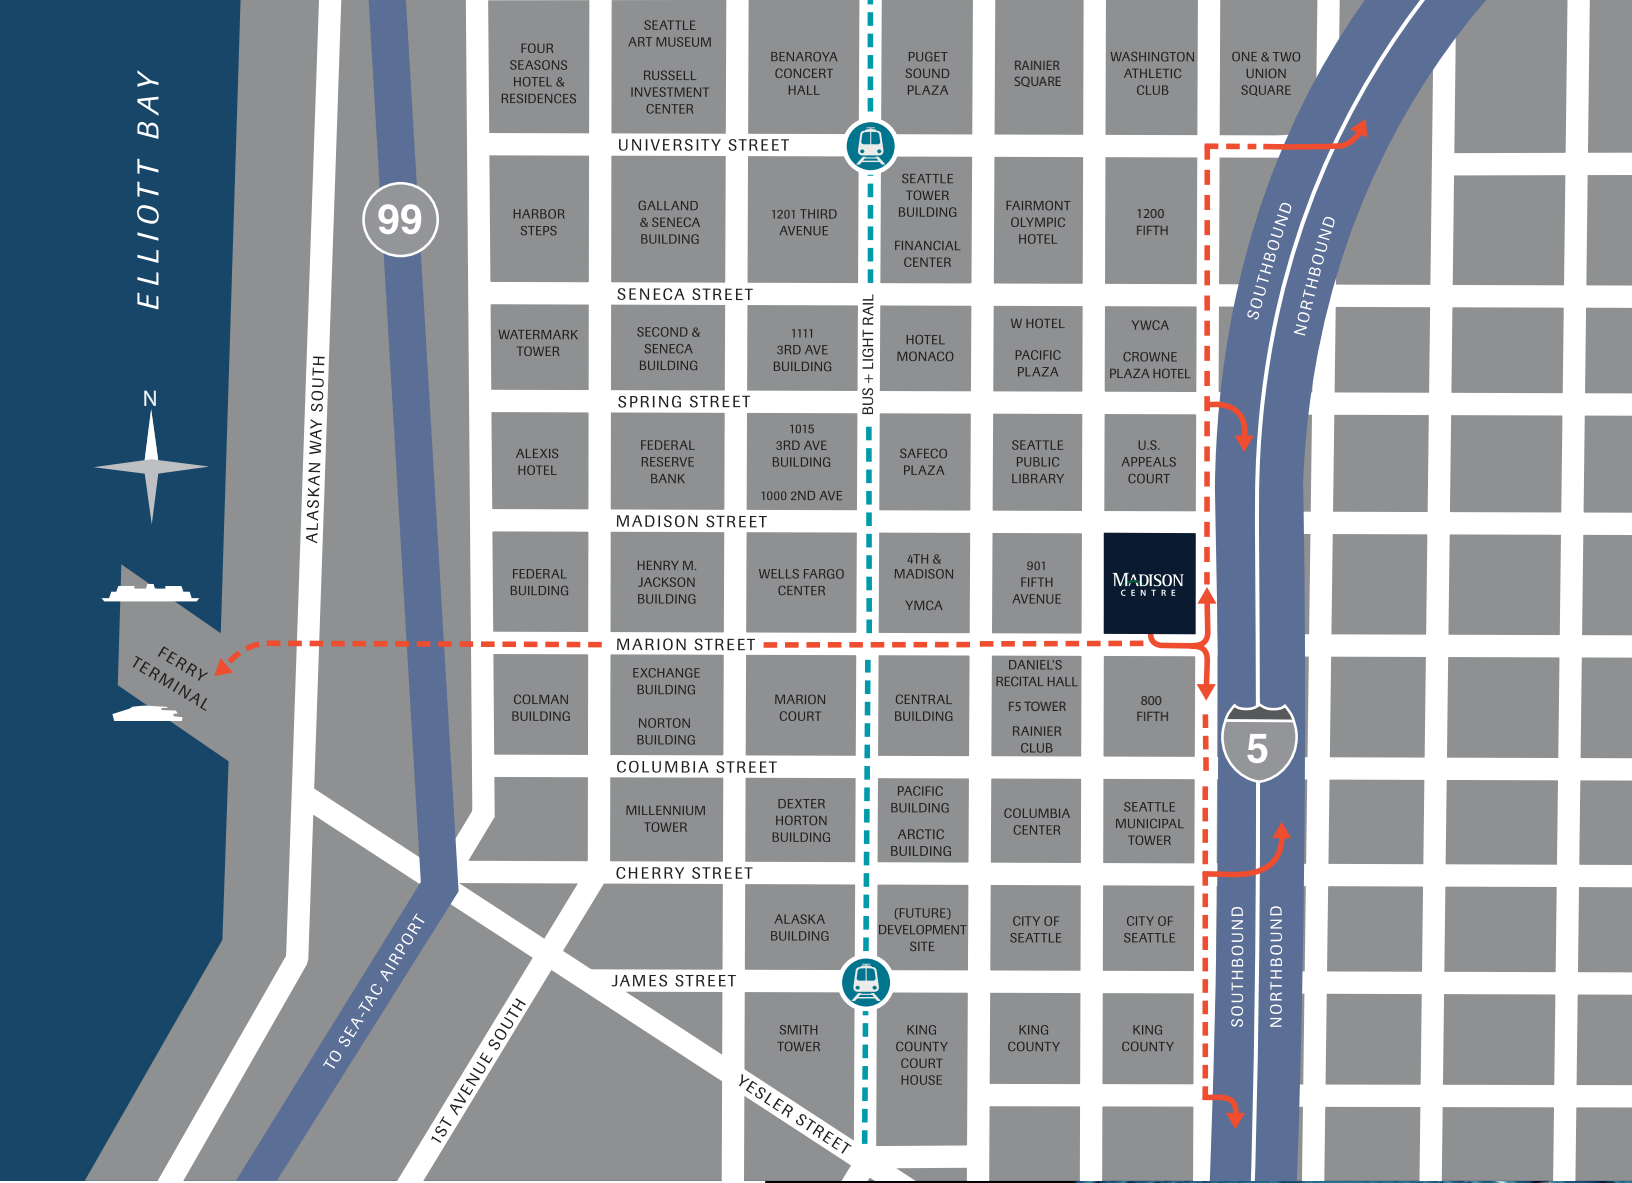 FOUR
SEASONS
HOTEL &
RESIDENCES
SEATTLE
ART MUSEUM
RUSSELL
INVESTMENT
CENTER
BENAROYA
CONCERT
HALL
PUGET
SOUND
PLAZA
RAINIER
SQUARE
WASHINGTON
ATHLETIC
CLUB
ONE & TWO
UNION
SQUARE
UNIVERSITY STREET
ELLIOTT BAY
99
HARBOR
STEPS
GALLAND
& SENECA
BUILDING
1201 THIRD
AVENUE
SEATTLE
TOWER
BUILDING
FINANCIAL
CENTER
FAIRMONT
OLYMPIC
HOTEL
1200
FIFTH
SOUTHBOUND
NORTHBOUND
SENECA STREET
WATERMARK
TOWER
SECOND &
SENECA
BUILDING
1111
3RD AVE
BUILDING
BUS + LIGHT RAIL
HOTEL
MONACO
W HOTEL
PACIFIC
PLAZA
YWCA
CROWNE
PLAZA HOTEL
SPRING STREET
N
ALASKAN WAY SOUTH
ALEXIS
HOTEL
FEDERAL
RESERVE
BANK
1015
3RD AVE
BUILDING
1000 2ND AVE
SAFECO
PLAZA
SEATTLE
PUBLIC
LIBRARY
U.S.
APPEALS
COURT
MADISON STREET
FEDERAL
BUILDING
HENRY M.
JACKSON
BUILDING
WELLS FARGO
CENTER
4TH &
MADISON
YMCA
901
FIFTH
AVENUE
MADISON
CENTRE
MARION STREET
FERRY
TERMINAL
COLMAN
BUILDING
EXCHANGE
BUILDING
NORTON
BUILDING
MARION
COURT
CENTRAL
BUILDING
DANIEL'S
RECITAL HALL
F5 TOWER
RAINIER
CLUB
800
FIFTH
5
COLUMBIA STREET
MILLENNIUM
TOWER
DEXTER
HORTON
BUILDING
PACIFIC
BUILDING
ARCTIC
BUILDING
COLUMBIA
CENTER
SEATTLE
MUNICIPAL
TOWER
CHERRY STREET
ALASKA
BUILDING
(FUTURE)
DEVELOPMENT
SITE
CITY OF
SEATTLE
CITY OF
SEATTLE
SOUTHBOUND
NORTHBOUND
TO SEA-TAC AIRPORT
JAMES STREET
1ST AVENUE SOUTH
SMITH
TOWER
KING
COUNTY
COURT
HOUSE
KING
COUNTY
KING
COUNTY
YESLER STREET